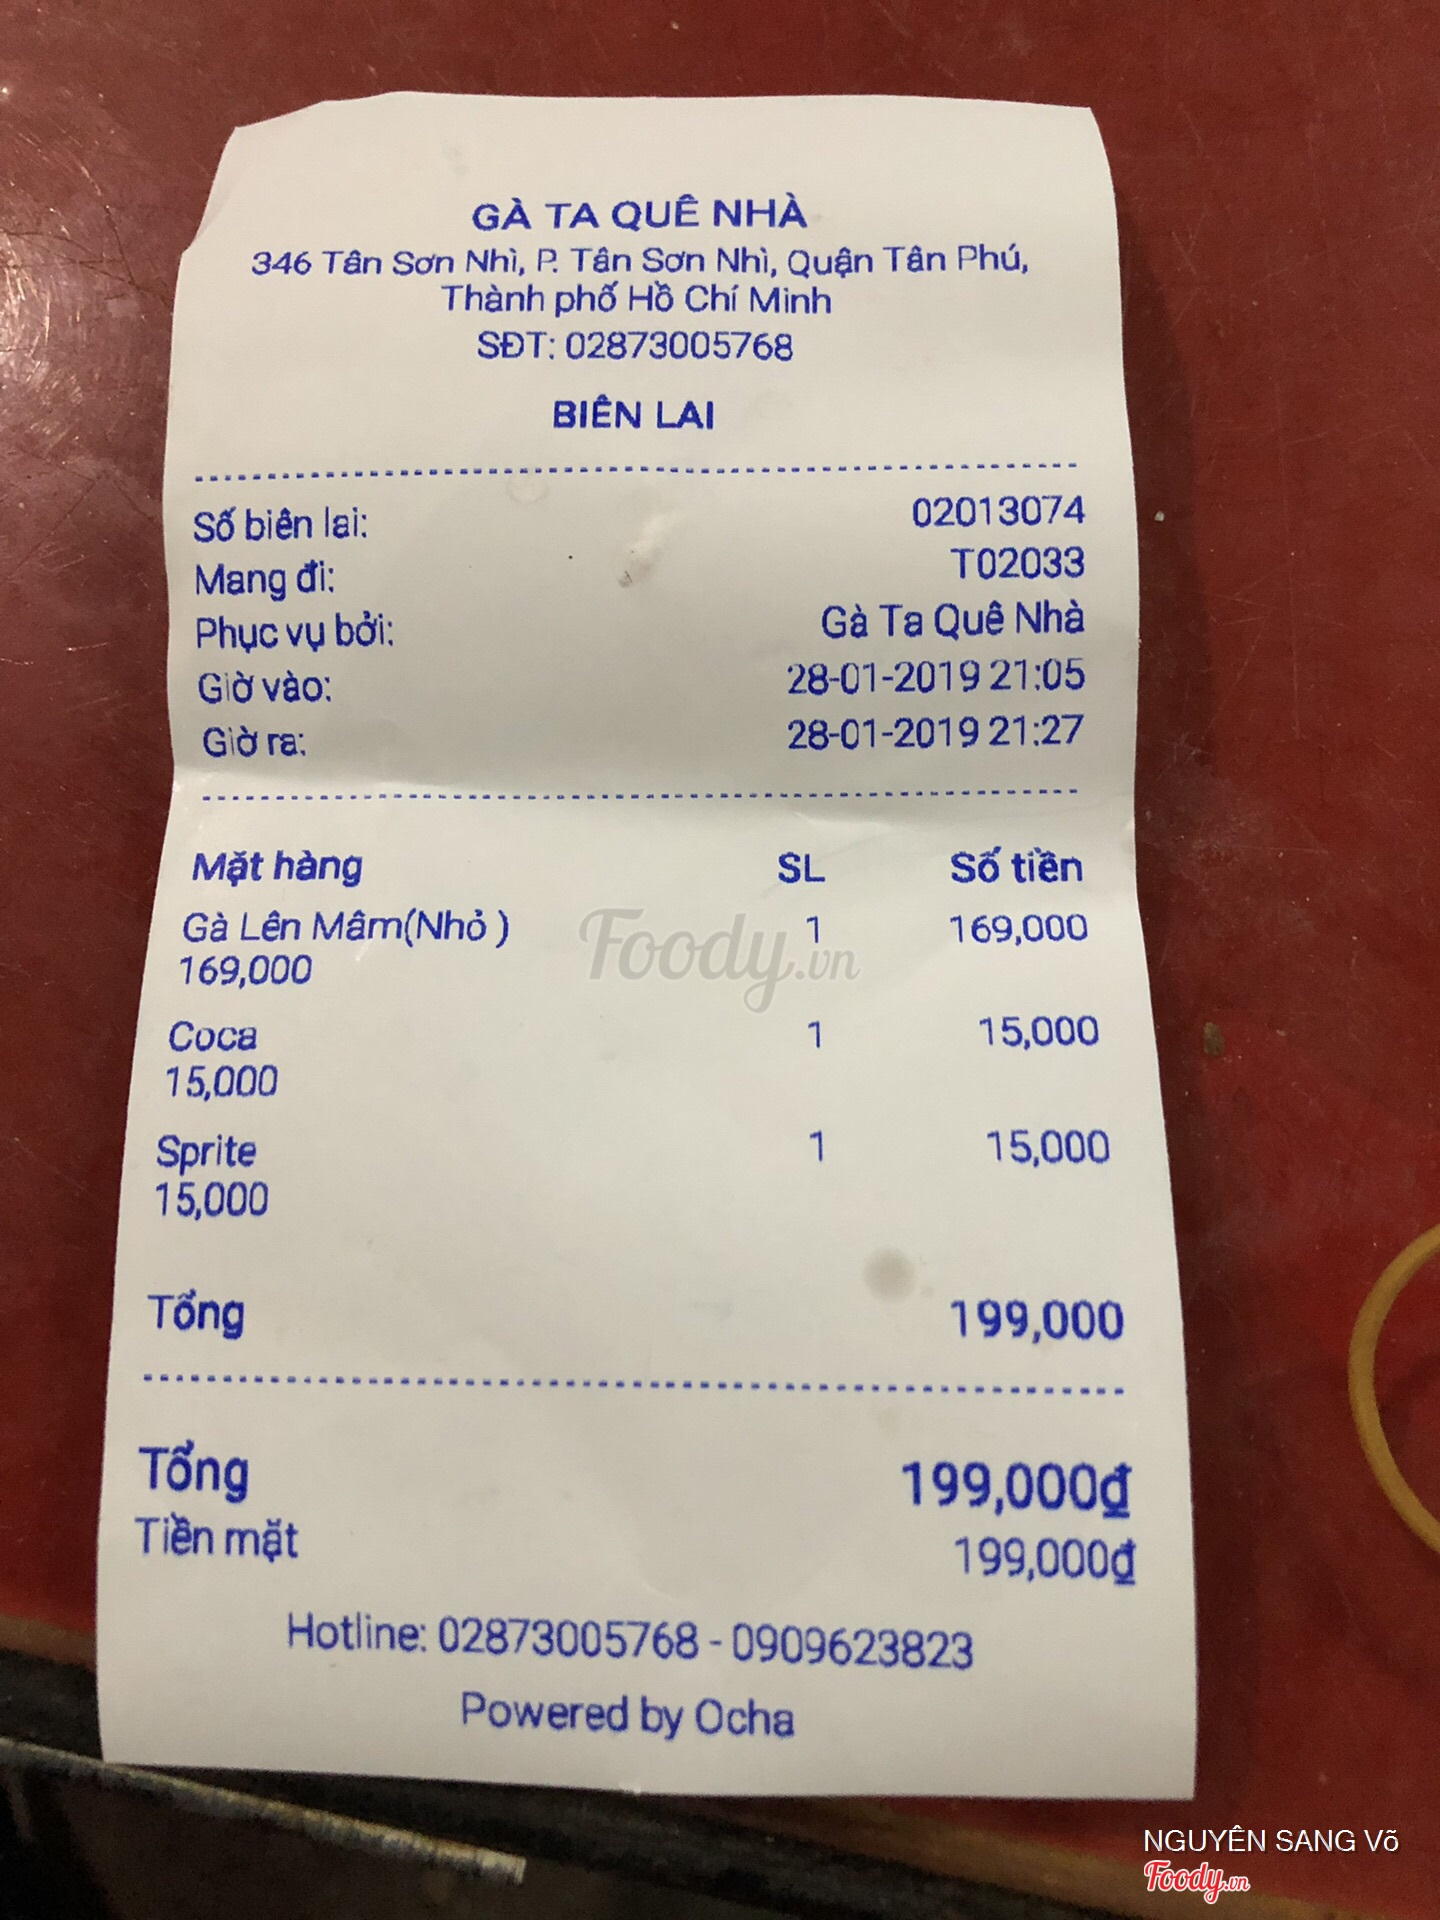 GÀ TA QUÊ NHÀ
346 Tân Sơn Nhì, P. Tân Sơn Nhì, Quận Tân Phú,
Thành phố Hồ Chí Minh
SĐT: 02873005768
BIÊN LAI
Số biên lai: 02013074
Mang đi: T02033
Phục vụ bởi: Gà Ta Quê Nhà
Giờ vào: 28-01-2019 21:05
Giờ ra: 28-01-2019 21:27
Mặt hàng SL Số tiền
Gà Lên Mâm(Nhỏ ) 1 169,000
169,000
Coca 1 15,000
15,000
Sprite 1 15,000
15,000
Tổng 199,000
Tổng 199,000₫
Tiền mặt 199,000₫
Hotline: 02873005768 - 0909623823
Powered by Ocha
Foody.vn
NGUYÊN SANG Võ
Foody.vn